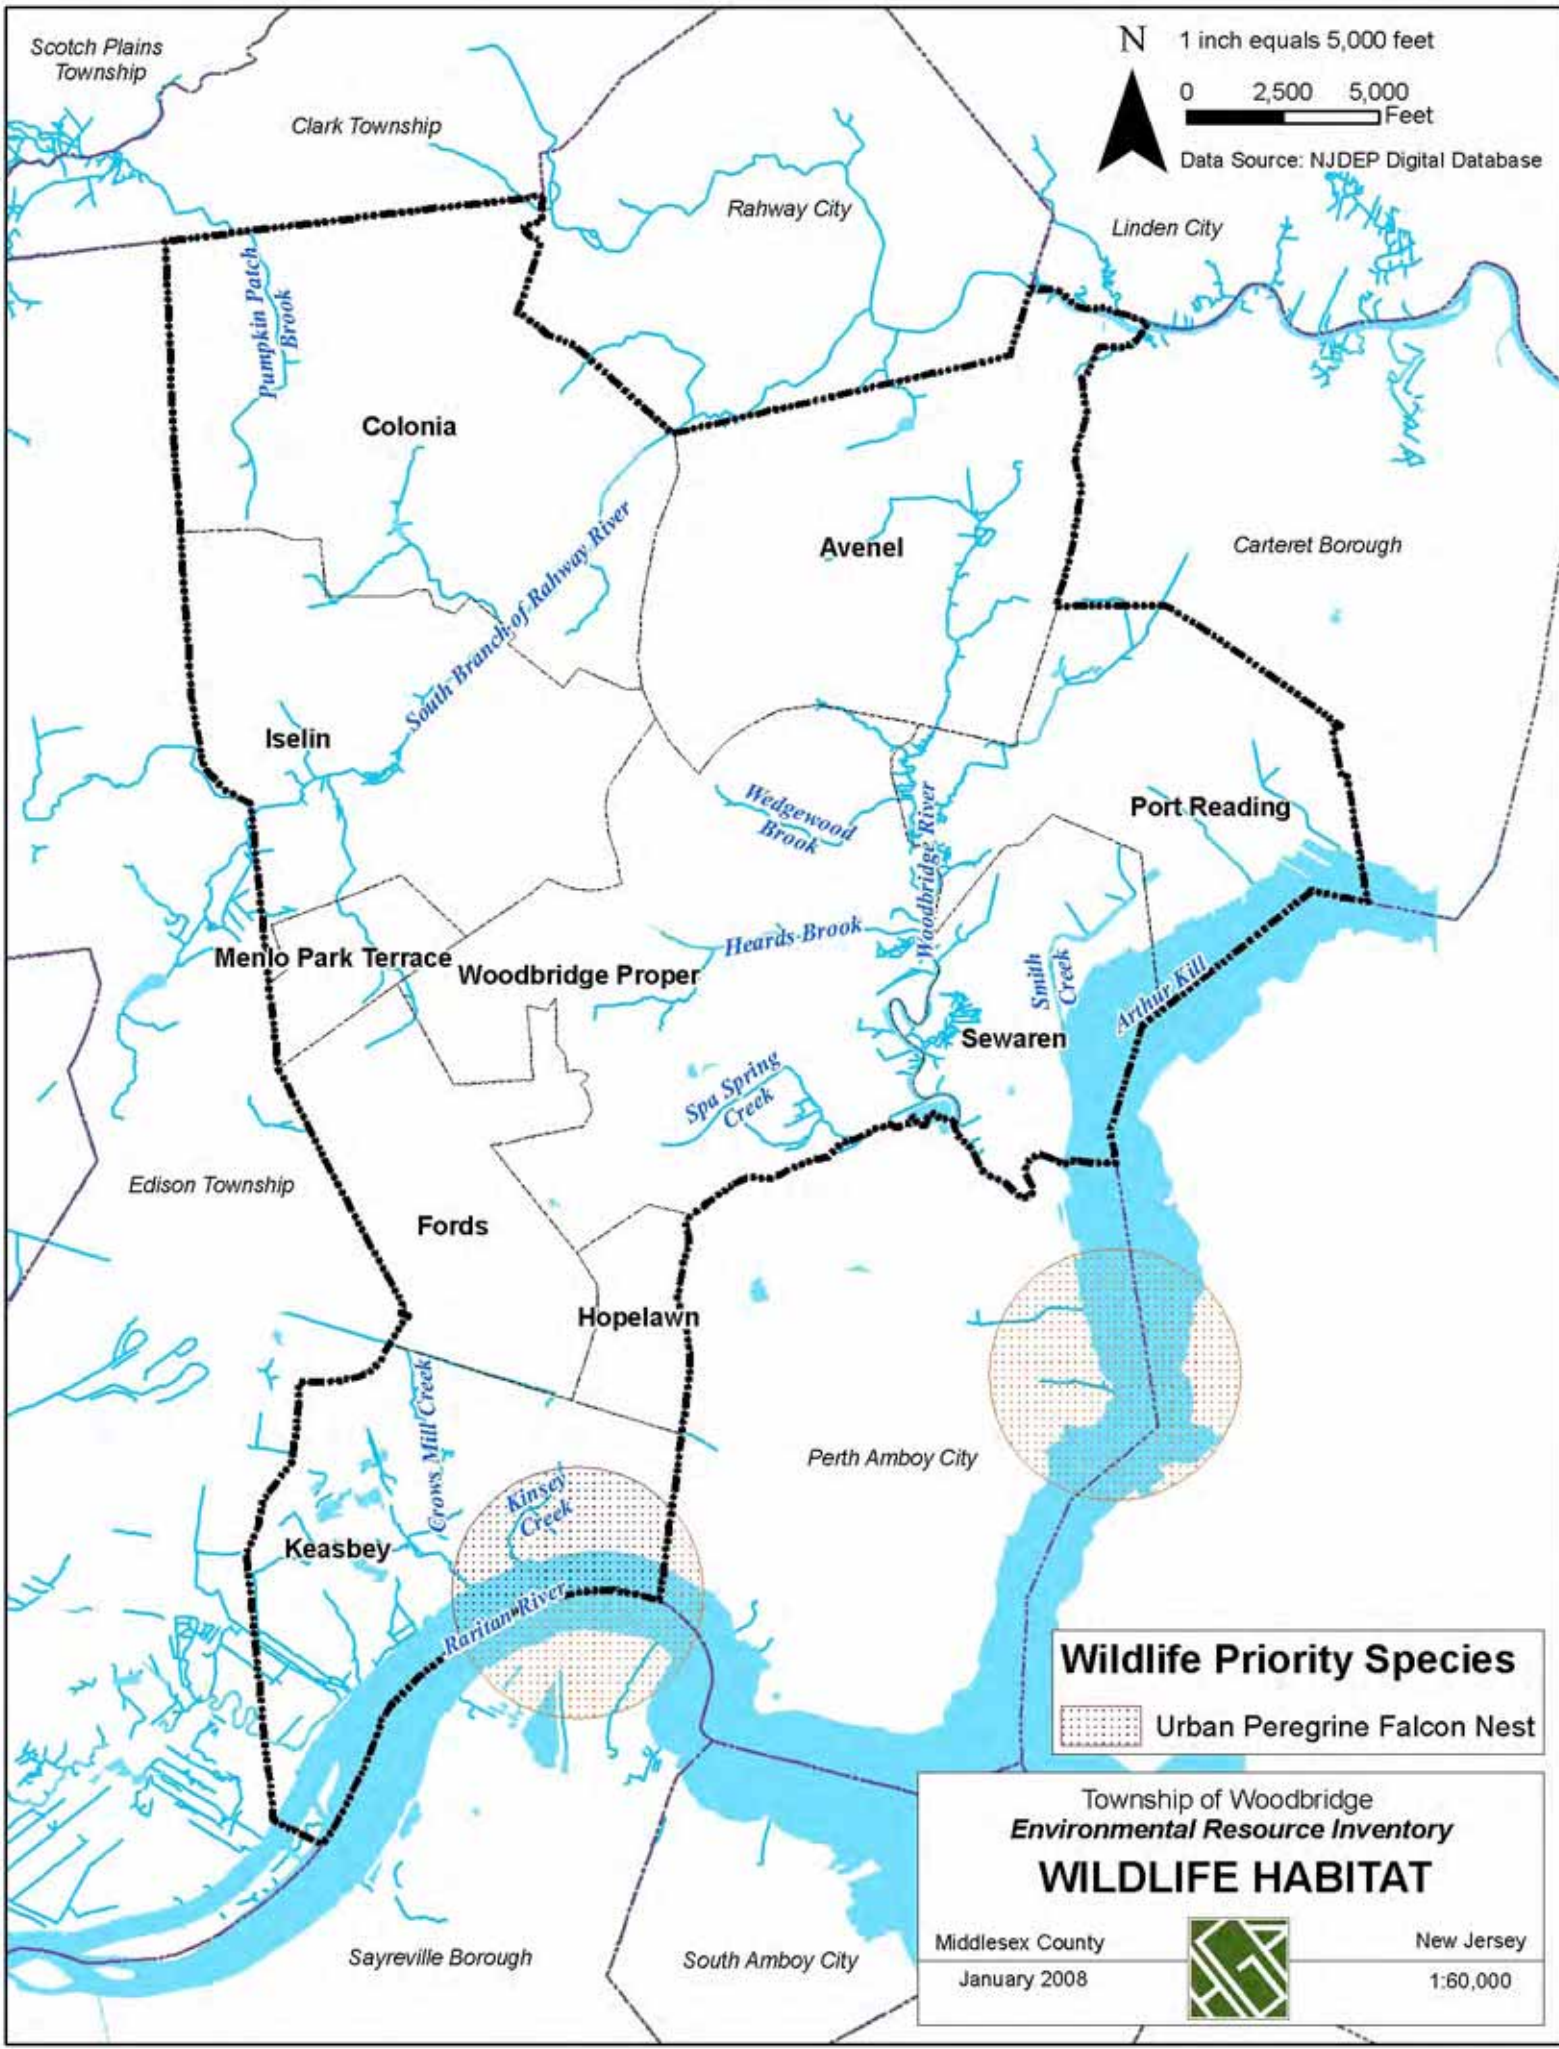 Scotch Plains
Township
Clark Township
Rahway City
Linden City
N
1 inch equals 5,000 feet
0 2,500 5,000
Feet
Data Source: NJDEP Digital Database
Pumpkin Patch
Brook
Colonia
South Branch of Rahway River
Avenel
Carteret Borough
Iselin
Wedgewood
Brook
Woodbridge River
Port Reading
Menlo Park Terrace
Woodbridge Proper
Heards Brook
Smith
Creek
Arthur Kill
Sewaren
Spa Spring
Creek
Edison Township
Fords
Hopelawn
Crows Mill Creek
Perth Amboy City
Kinsey
Creek
Keasbey
Raritan River
Sayreville Borough
South Amboy City
Wildlife Priority Species
Urban Peregrine Falcon Nest
Township of Woodbridge
Environmental Resource Inventory
WILDLIFE HABITAT
Middlesex County
New Jersey
January 2008
1:60,000